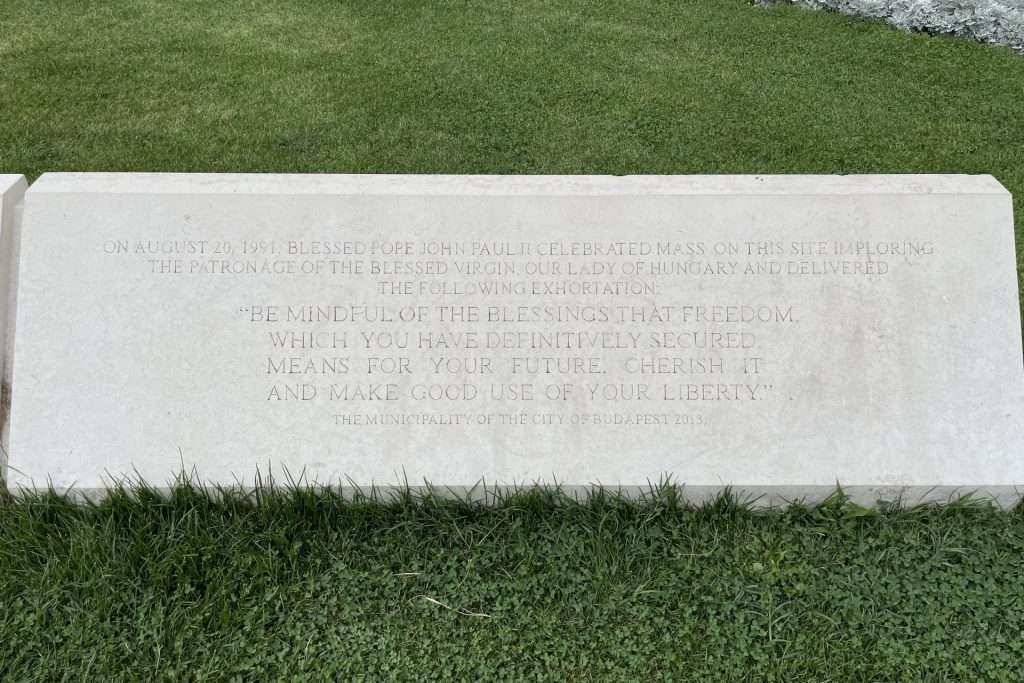 ON AUGUST 20, 1991, BLESSED POPE JOHN PAUL II CELEBRATED MASS ON THIS SITE IMPLORING
THE PATRONAGE OF THE BLESSED VIRGIN, OUR LADY OF HUNGARY AND DELIVERED
THE FOLLOWING EXHORTATION:
“BE MINDFUL OF THE BLESSINGS THAT FREEDOM,
WHICH YOU HAVE DEFINITIVELY SECURED,
MEANS FOR YOUR FUTURE. CHERISH IT
AND MAKE GOOD USE OF YOUR LIBERTY.”
THE MUNICIPALITY OF THE CITY OF BUDAPEST 2013.